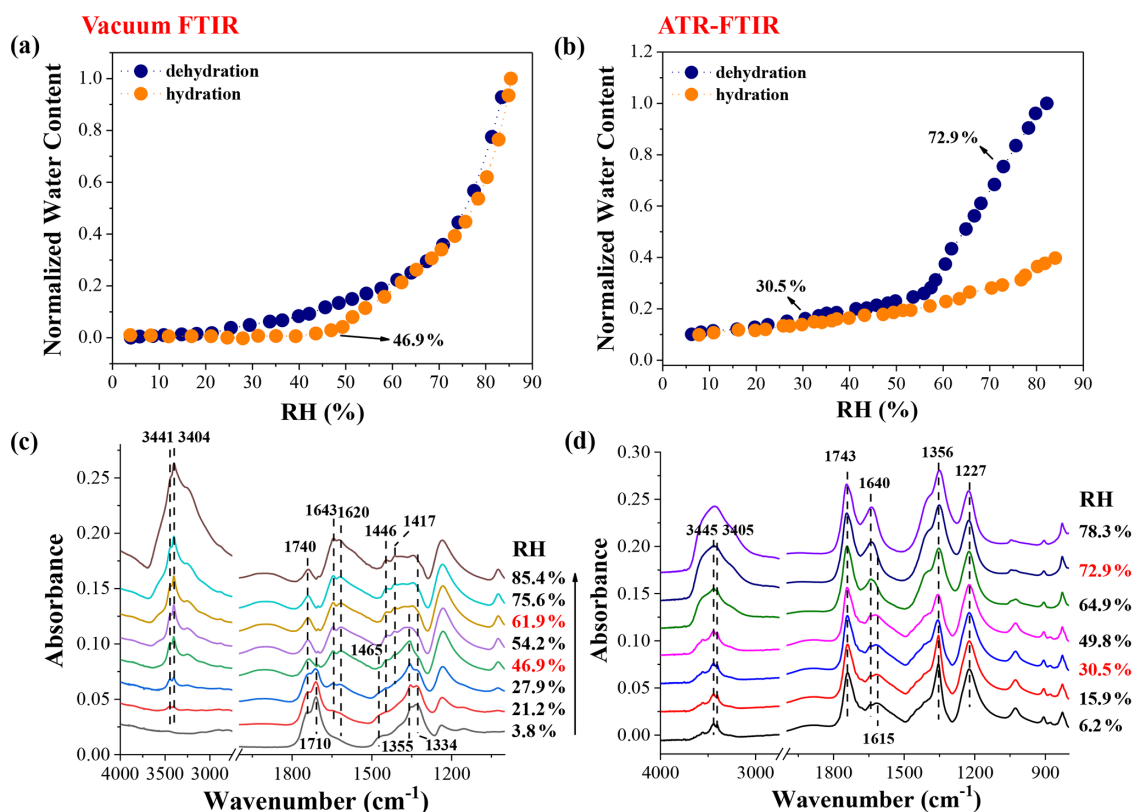 Vacuum FTIR
ATR-FTIR
(a)
Normalized Water Content
1.0
0.8
0.6
0.4
0.2
0.0
dehydration
hydration
46.9%
0 10 20 30 40 50 60 70 80 90
RH (%)
(b)
Normalized Water Content
1.2
1.0
0.8
0.6
0.4
0.2
0.0
dehydration
hydration
72.9%
30.5%
0 10 20 30 40 50 60 70 80 90
RH (%)
(c)
Absorbance
0.25
0.20
0.15
0.10
0.05
0.00
3441 3404
1643 1620
1740
1446
1417
1465
1710
1355
1334
RH
85.4%
75.6%
61.9%
54.2%
46.9%
27.9%
21.2%
3.8%
4000 3000 1800 1500 1200
Wavenumber (cm-1)
(d)
Absorbance
0.30
0.25
0.20
0.15
0.10
0.05
0.00
1743
1640
1356
1227
3445 3405
1615
RH
78.3%
72.9%
64.9%
49.8%
30.5%
15.9%
6.2%
4000 3000 1800 1500 1200 900
Wavenumber (cm-1)